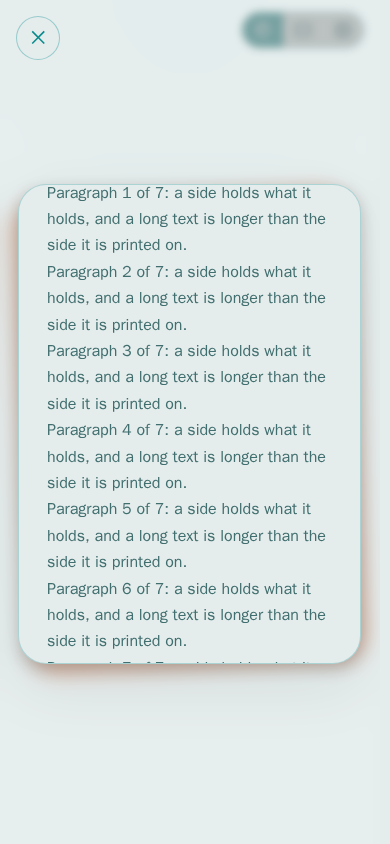 Paragraph 1 of 7: a side holds what it
holds, and a long text is longer than the
side it is printed on.
Paragraph 2 of 7: a side holds what it
holds, and a long text is longer than the
side it is printed on.
Paragraph 3 of 7: a side holds what it
holds, and a long text is longer than the
side it is printed on.
Paragraph 4 of 7: a side holds what it
holds, and a long text is longer than the
side it is printed on.
Paragraph 5 of 7: a side holds what it
holds, and a long text is longer than the
side it is printed on.
Paragraph 6 of 7: a side holds what it
holds, and a long text is longer than the
side it is printed on.